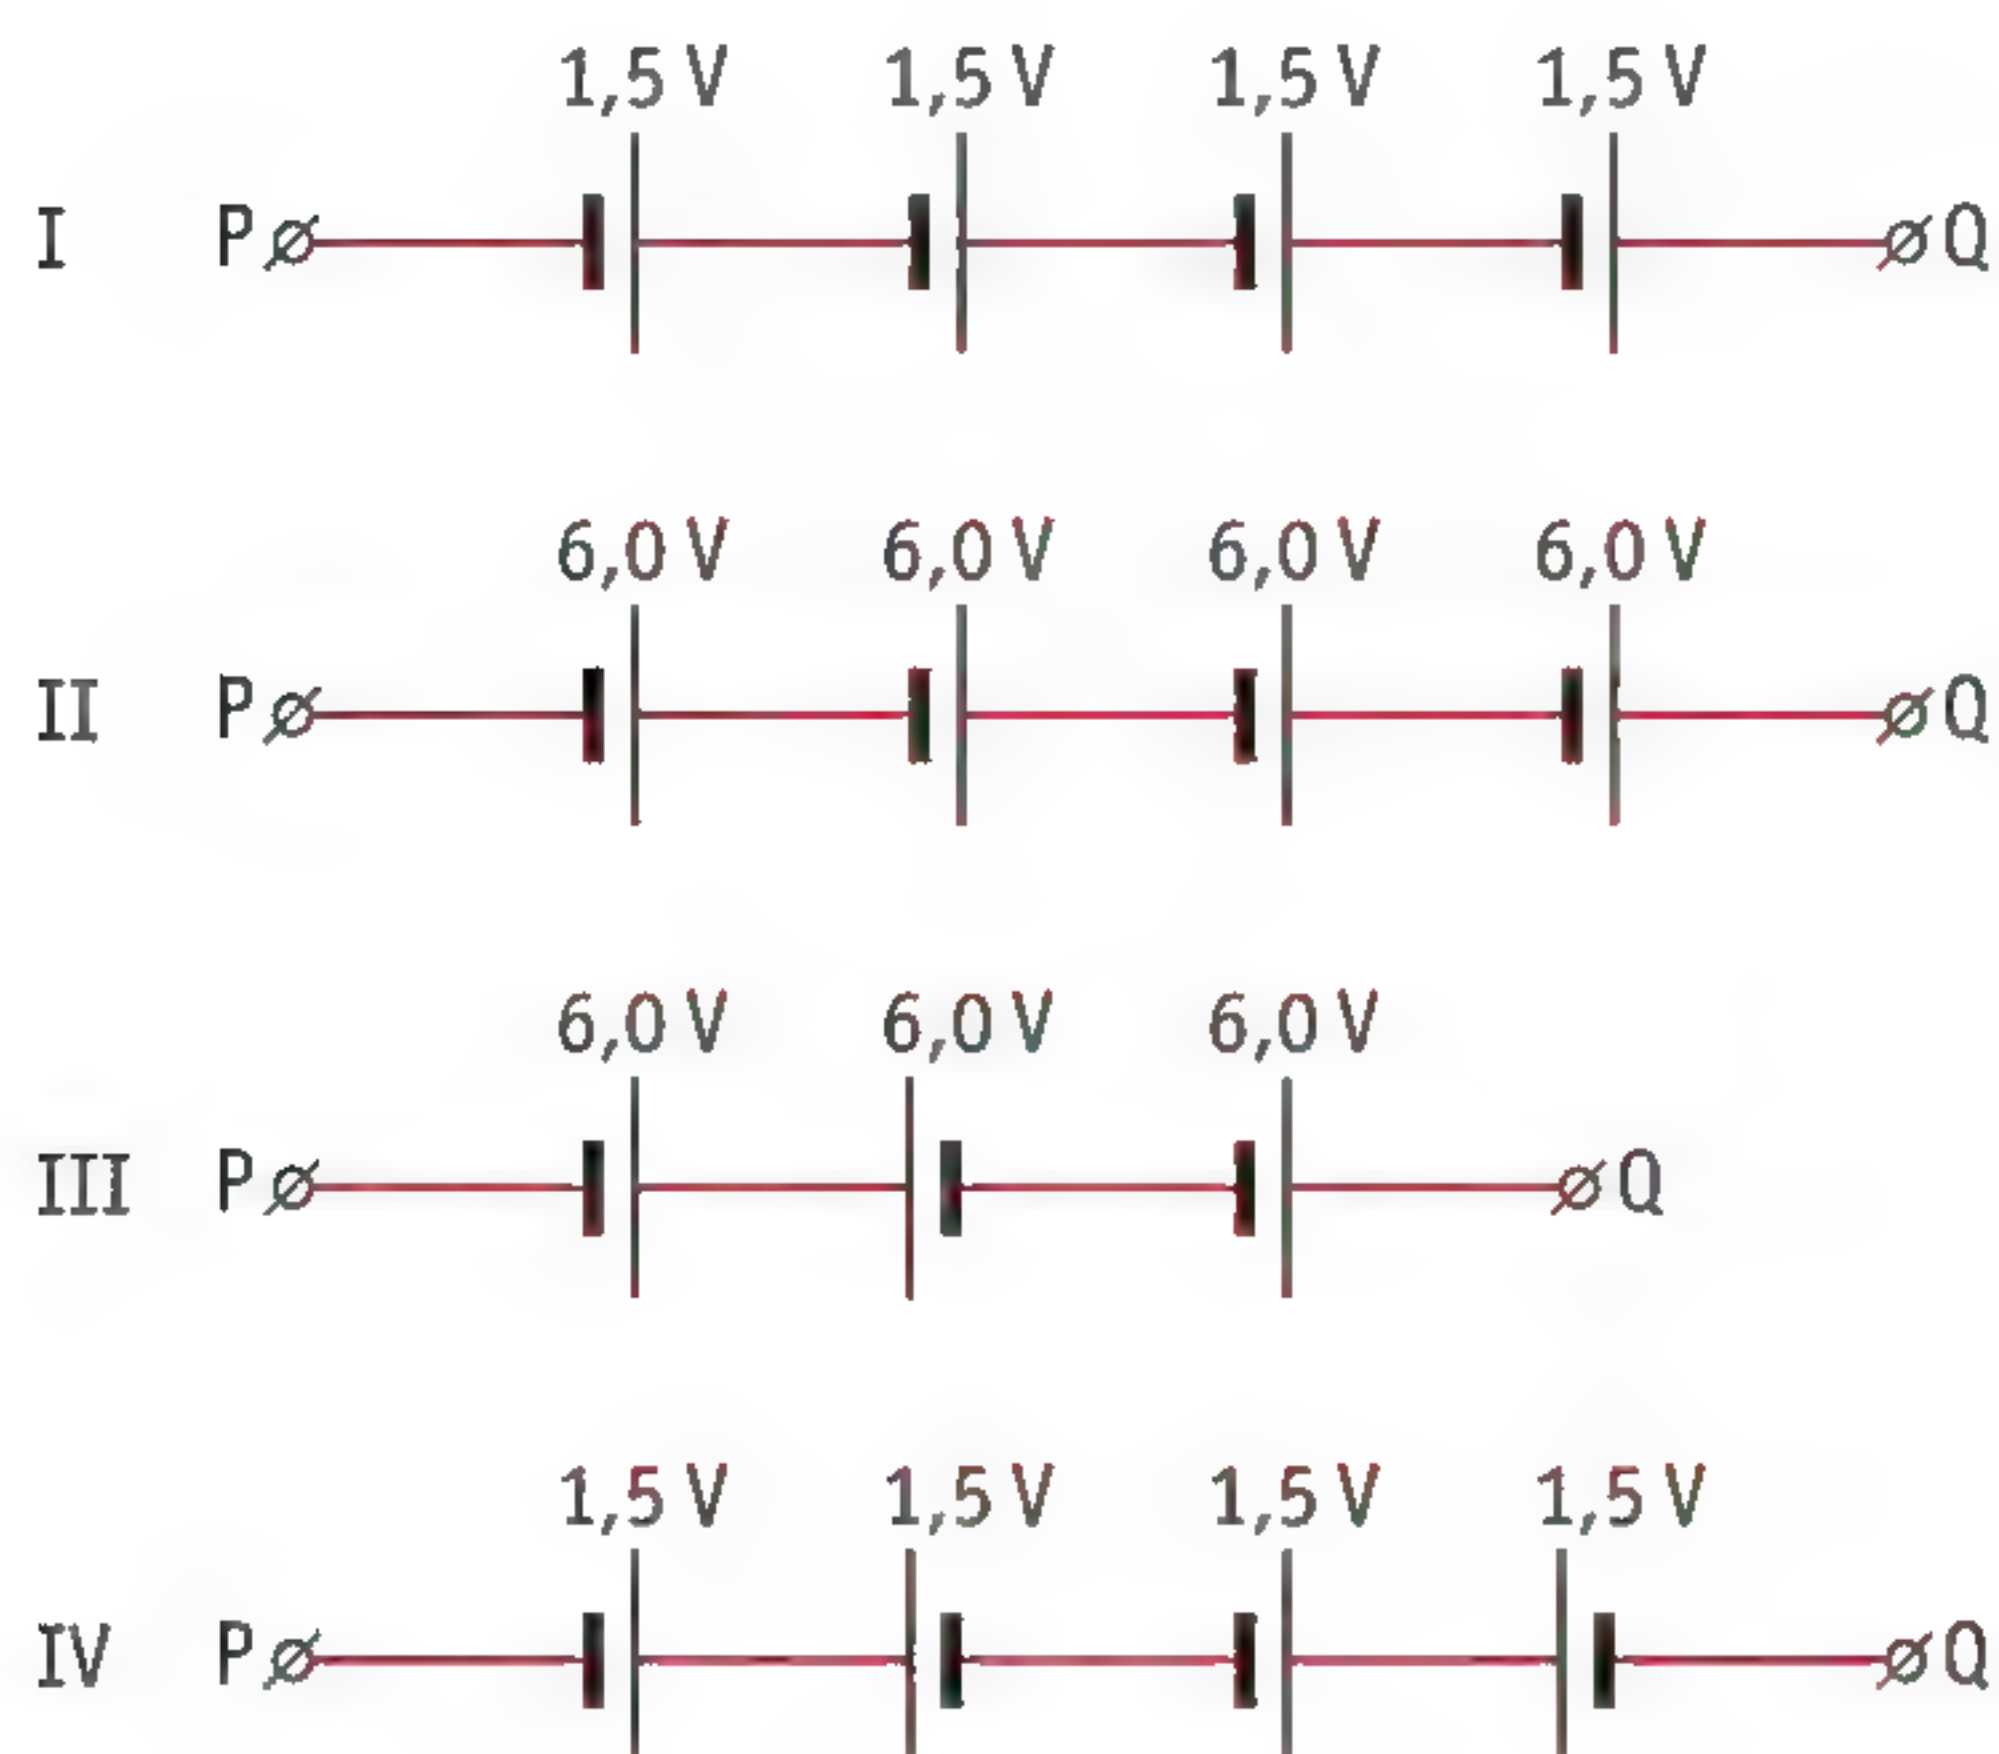 1,5 V 1,5 V 1,5 V 1,5 V
I P Q
6,0 V 6,0 V 6,0 V 6,0 V
II P Q
6,0 V 6,0 V 6,0 V
III P Q
1,5 V 1,5 V 1,5 V 1,5 V
IV P Q